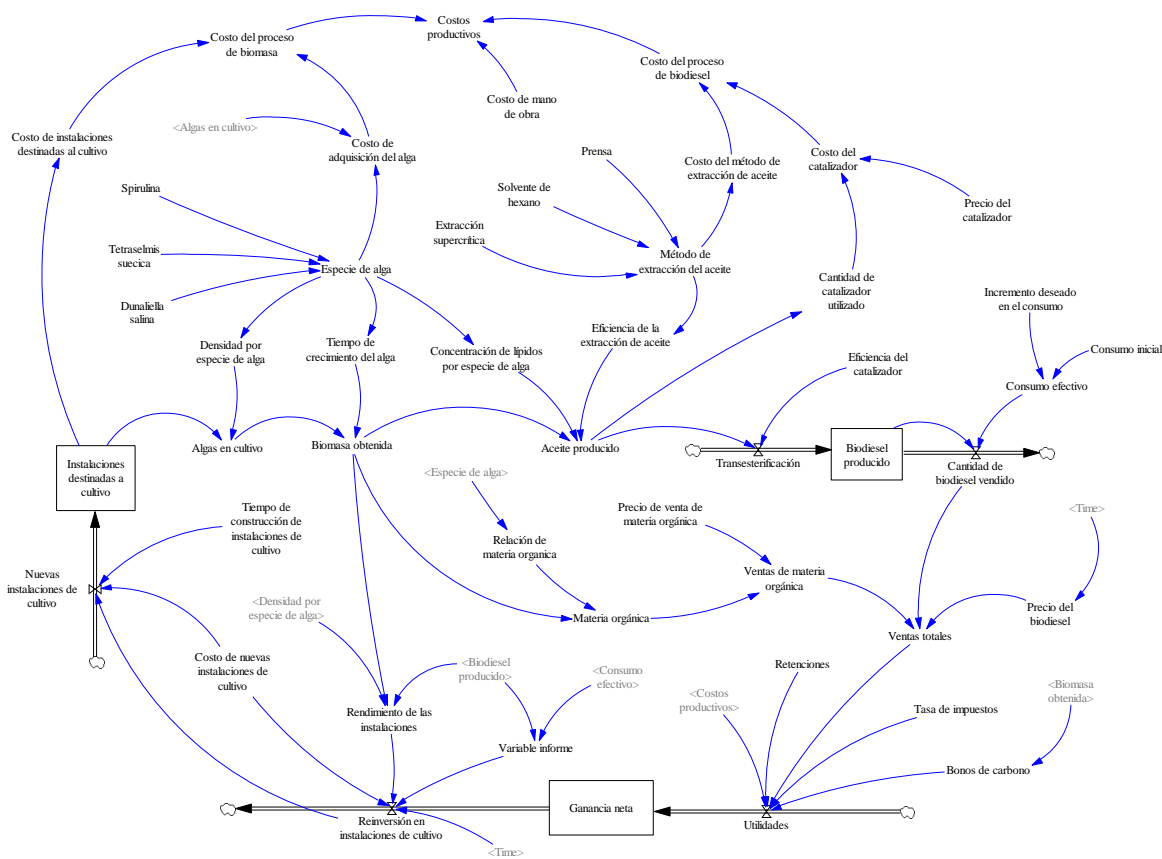 Costos
productivos
Costo del proceso
de biomasa
Costo del proceso
de biodiesel
Costo de mano
de obra
<Algas en cultivo>
Costo de instalaciones
destinadas al cultivo
Costo de
adquisición del alga
Prensa
Costo del método de
extracción de aceite
Costo del
catalizador
Spirulina
Solvente de
hexano
Precio del
catalizador
Extracción
supercrítica
Tetraselmis
suecica
Especie de alga
Método de
extracción del aceite
Dunaliella
salina
Cantidad de
catalizador
utilizado
Incremento deseado
en el consumo
Densidad por
especie de alga
Tiempo de
crecimiento del alga
Concentración de lípidos
por especie de alga
Eficiencia de la
extracción de aceite
Eficiencia del
catalizador
Consumo inicial
Consumo efectivo
Algas en cultivo
Biomasa obtenida
Aceite producido
Transesterificación
Biodiesel
producido
Cantidad de
biodiesel vendido
Instalaciones
destinadas a
cultivo
<Especie de alga>
Tiempo de
construcción de
instalaciones de
cultivo
Precio de venta de
materia orgánica
<Time>
Relación de
materia organica
Nuevas
instalaciones de
cultivo
Ventas de materia
orgánica
<Densidad por
especie de alga>
Materia orgánica
Precio del
biodiesel
Ventas totales
Costo de nuevas
instalaciones de
cultivo
<Biodiesel
producido>
<Consumo
efectivo>
Retenciones
<Costos
productivos>
<Biomasa
obtenida>
Rendimiento de las
instalaciones
Tasa de impuestos
Variable informe
Bonos de carbono
Ganancia neta
Reinversión en
instalaciones de cultivo
Utilidades
<Time>